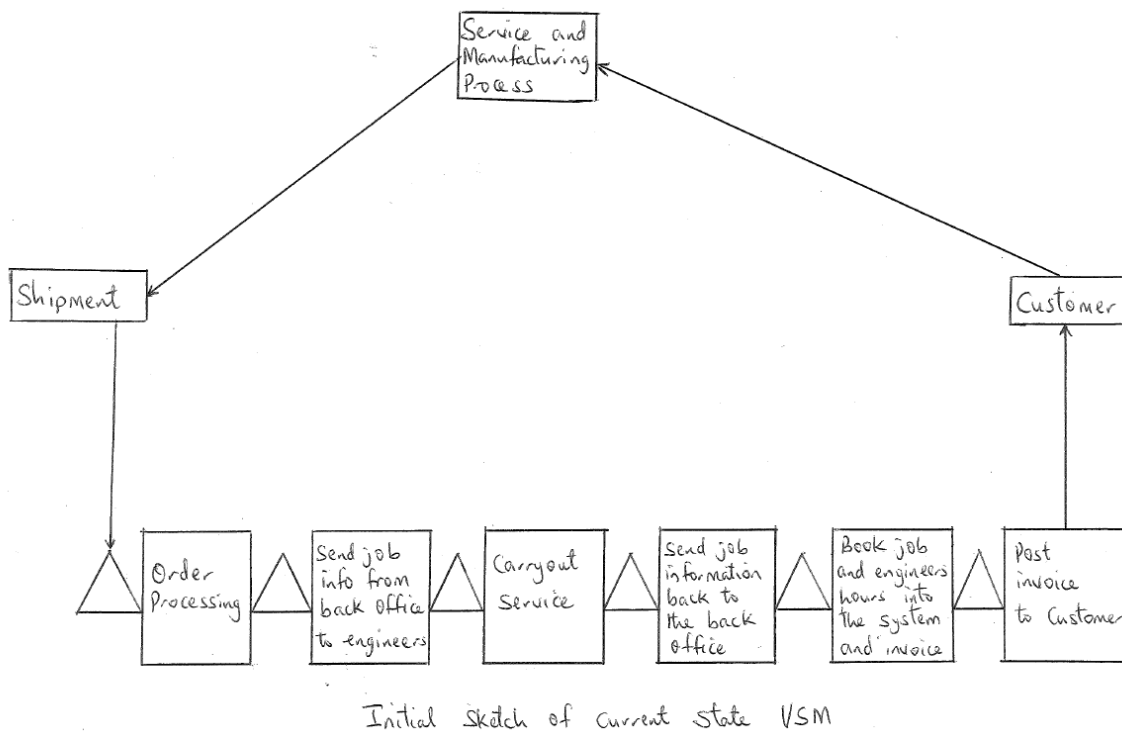 Service and
Manufacturing
Process
Shipment
Customer
Order
Processing
Send job
info from
back office
to engineers
Carryout
Service
Send job
information
back to
the back
office
Book job
and engineers
hours into
the system
and invoice
Post
invoice
to Customer
Initial sketch of current state VSM